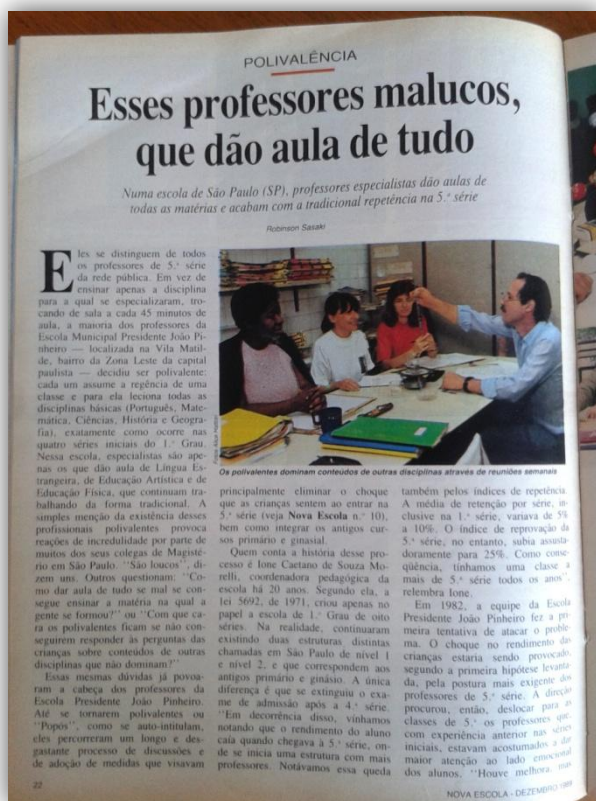 POLIVALÊNCIA
Esses professores malucos,
que dão aula de tudo
Numa escola de São Paulo (SP), professores especialistas dão aulas de
todas as matérias e acabam com a tradicional repetência na 5.ª série
Robinson Sasaki
Eles se distinguem de todos
os professores de 5.ª série
da rede pública. Em vez de
ensinar apenas a disciplina
para a qual se especializaram, tro-
cando de sala a cada 45 minutos de
aula, a maioria dos professores da
Escola Municipal Presidente João Pi-
nheiro — localizada na Vila Matil-
de, bairro da Zona Leste da capital
paulista — decidiu ser polivalente:
cada um assume a regência de uma
classe e para ela leciona todas as
disciplinas básicas (Português, Mate-
mática, Ciências, História e Geogra-
fia), exatamente como ocorre nas
quatro séries iniciais do 1.º Grau.
Nessa escola, especialistas são ape-
nas os que dão aula de Língua Es-
trangeira, de Educação Artística e de
Educação Física, que continuam tra-
balhando da forma tradicional. A
simples menção da existência desses
profissionais polivalentes provoca
reações de incredulidade por parte de
muitos dos seus colegas de Magisté-
rio em São Paulo. "São loucos", di-
zem uns. Outros questionam: "Co-
mo dar aula de tudo se mal se con-
segue ensinar a matéria na qual a
gente se formou?" ou "Com que ca-
ra os polivalentes ficam se não con-
seguirem responder às perguntas das
crianças sobre conteúdos de outras
disciplinas que não dominam?"
Essas mesmas dúvidas já povoa-
ram a cabeça dos professores da
Escola Presidente João Pinheiro.
Até se tornarem polivalentes ou
"Popôs", como se auto-intitulam,
eles percorreram um longo e des-
gastante processo de discussões e
de adoção de medidas que visavam
Os polivalentes dominam conteúdos de outras disciplinas através de reuniões semanais
principalmente eliminar o choque
que as crianças sentem ao entrar na
5.ª série (veja Nova Escola n.º 10),
bem como integrar os antigos cur-
sos primário e ginasial.
Quem conta a história desse pro-
cesso é Ione Caetano de Souza Mo-
relli, coordenadora pedagógica da
escola há 20 anos. Segundo ela, a
lei 5692, de 1971, criou apenas no
papel a escola de 1.º Grau de oito
séries. Na realidade, continuaram
existindo duas estruturas distintas
chamadas em São Paulo de nível 1
e nível 2, e que correspondem aos
antigos primário e ginásio. A única
diferença é que se extinguiu o exa-
me de admissão após a 4.ª série.
"Em decorrência disso, vínhamos
notando que o rendimento do aluno
caía quando chegava à 5.ª série, on-
de se inicia uma estrutura com mais
professores. Notávamos essa queda
também pelos índices de repetência.
A média de retenção por série, in-
clusive na 1.ª série, variava de 5%
a 10%. O índice de reprovação da
5.ª série, no entanto, subia assusta-
doramente para 25%. Como conse-
qüência, tínhamos uma classe a
mais de 5.ª série todos os anos",
relembra Ione.
Em 1982, a equipe da Escola
Presidente João Pinheiro fez a pri-
meira tentativa de atacar o proble-
ma. O choque no rendimento das
crianças estaria sendo provocado,
segundo a primeira hipótese levanta-
da, pela postura mais exigente dos
professores de 5.ª série. A direção
procurou, então, deslocar para as
classes de 5.ª os professores que,
com experiência anterior nas séries
iniciais, estavam acostumados a dar
maior atenção ao lado emocional
dos alunos. "Houve melhora, mas
22
NOVA ESCOLA - DEZEMBRO